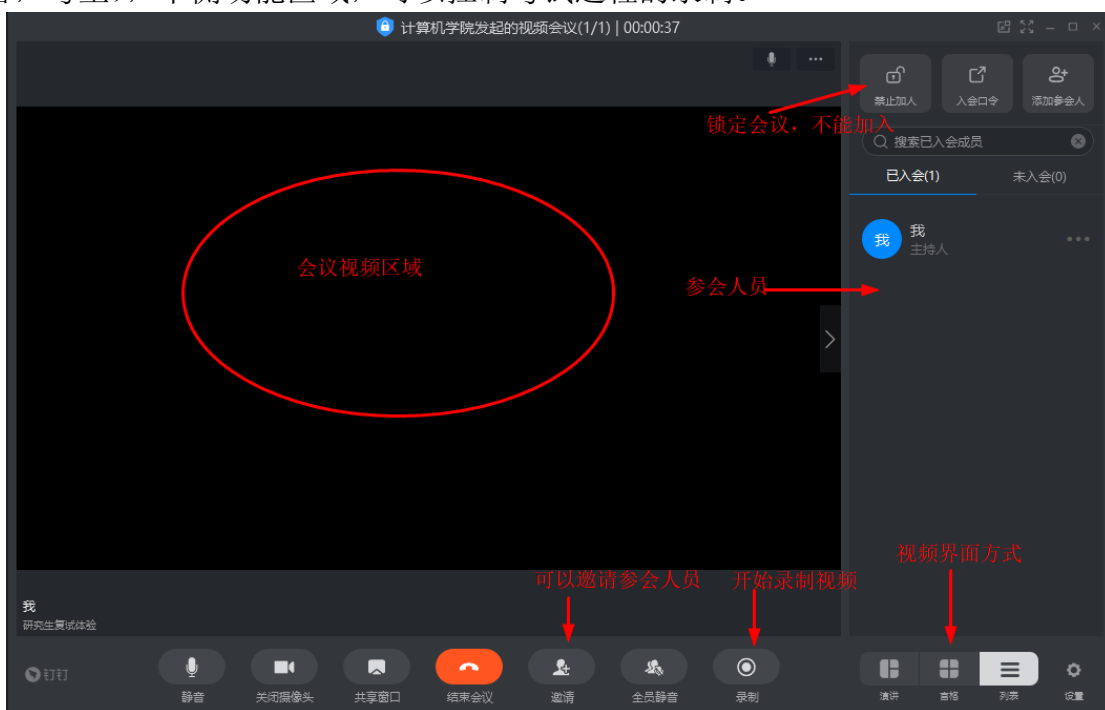 计算机学院发起的视频会议(1/1) | 00:00:37
禁止加人
入会口令
添加参会人
锁定会议，不能加入
搜索已入会成员
已入会(1)
未入会(0)
我
我
主持人
会议视频区域
参会人员
视频界面方式
可以邀请参会人员
开始录制视频
我
研究生复试体验
钉钉
静音
关闭摄像头
共享窗口
结束会议
邀请
全员静音
录制
演讲
宫格
列表
设置